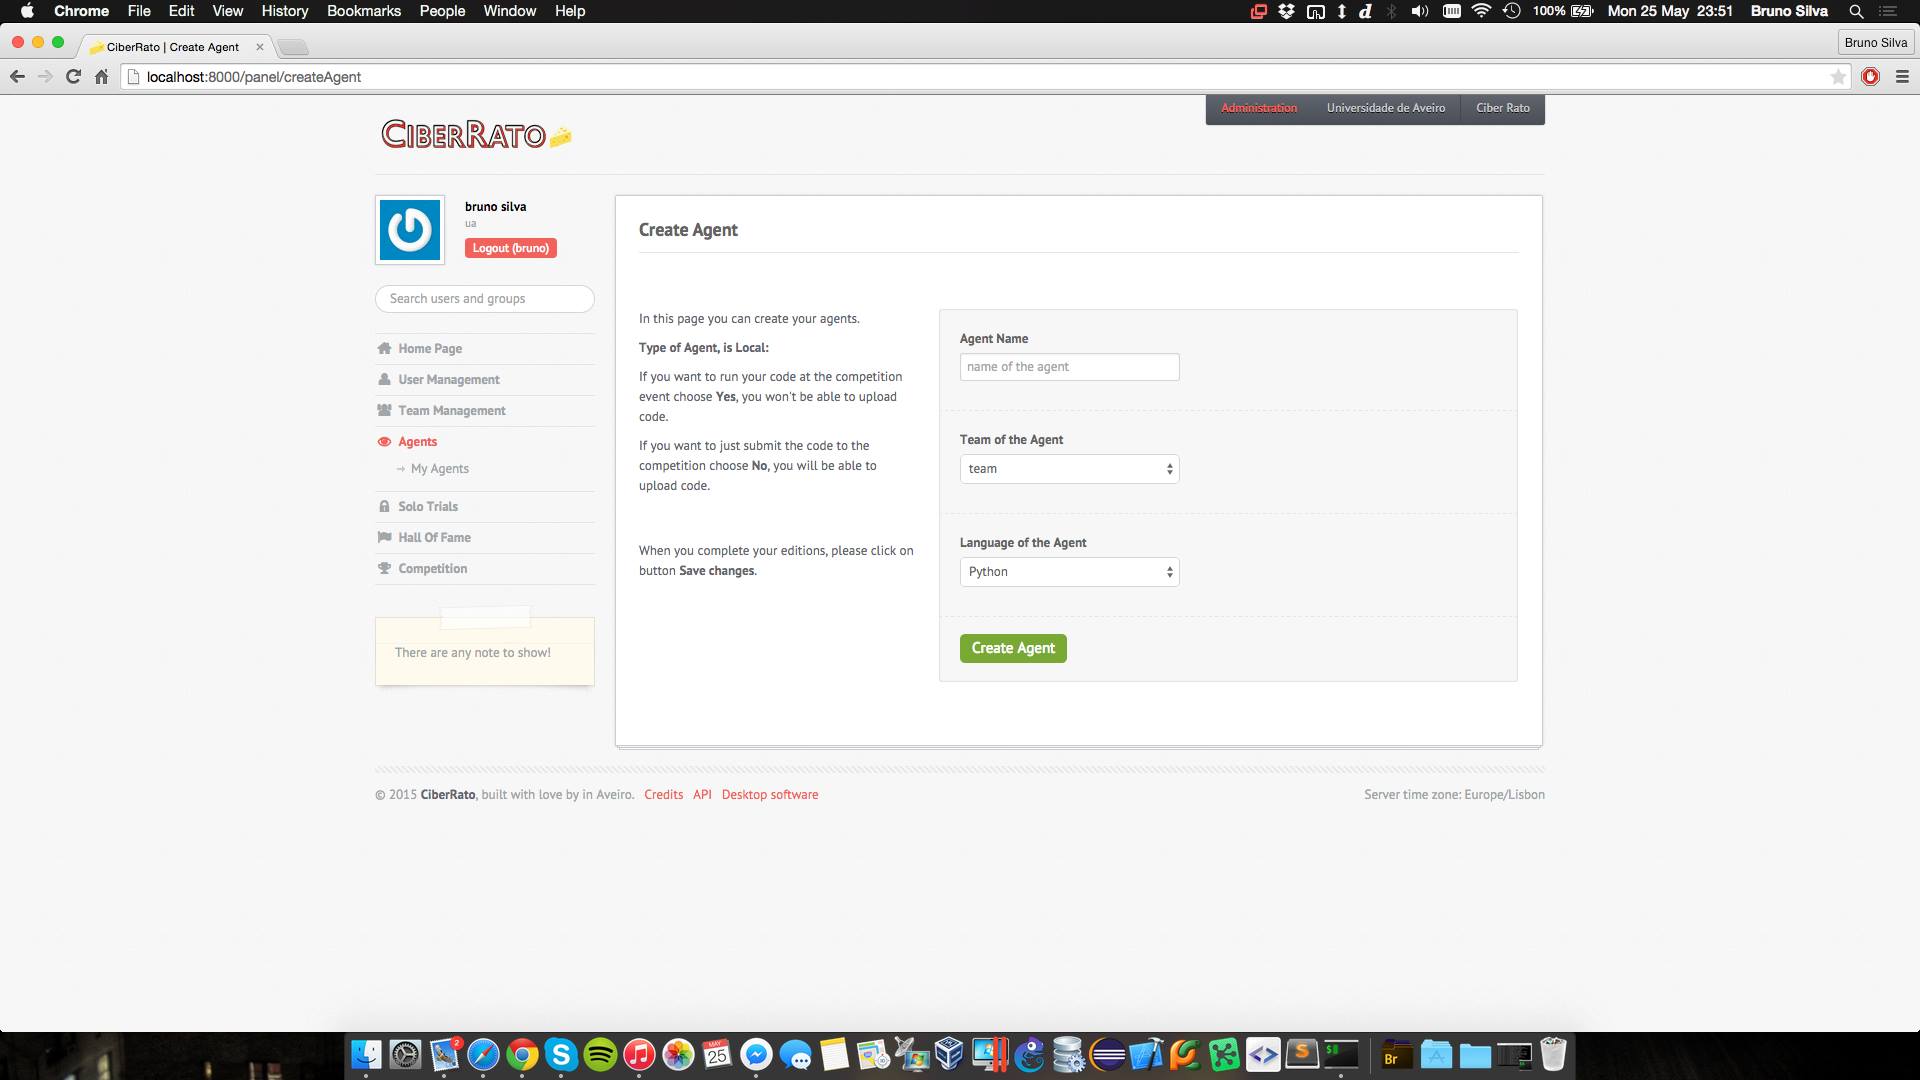 Chrome File Edit View History Bookmarks People Window Help
100% Mon 25 May 23:51 Bruno Silva
CiberRato | Create Agent
Bruno Silva
localhost:8000/panel/createAgent
Administration Universidade de Aveiro Ciber Rato
CIBERRATO
bruno silva
ua
Logout (bruno)
Search users and groups
Home Page
User Management
Team Management
Agents
My Agents
Solo Trials
Hall Of Fame
Competition
There are any note to show!
Create Agent
In this page you can create your agents.
Type of Agent, is Local:
If you want to run your code at the competition
event choose Yes, you won't be able to upload
code.
If you want to just submit the code to the
competition choose No, you will be able to
upload code.
When you complete your editions, please click on
button Save changes.
Agent Name
name of the agent
Team of the Agent
team
Language of the Agent
Python
Create Agent
© 2015 CiberRato, built with love by in Aveiro. Credits API Desktop software
Server time zone: Europe/Lisbon
2
MAY
25
Br